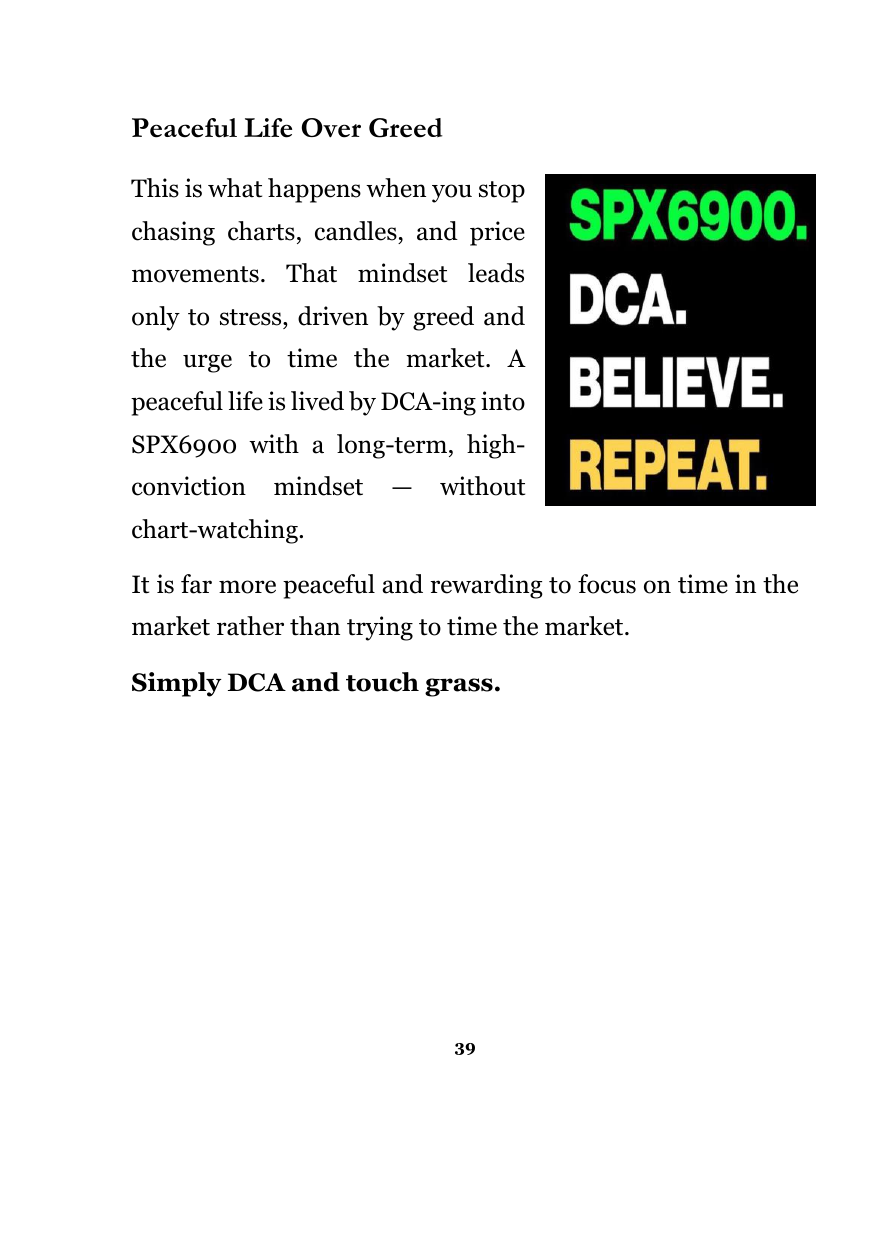 Peaceful Life Over Greed
This is what happens when you stop
chasing charts, candles, and price
movements. That mindset leads
only to stress, driven by greed and
the urge to time the market. A
peaceful life is lived by DCA-ing into
SPX6900 with a long-term, high-
conviction mindset — without
chart-watching.
SPX6900.
DCA.
BELIEVE.
REPEAT.
It is far more peaceful and rewarding to focus on time in the
market rather than trying to time the market.
Simply DCA and touch grass.
39